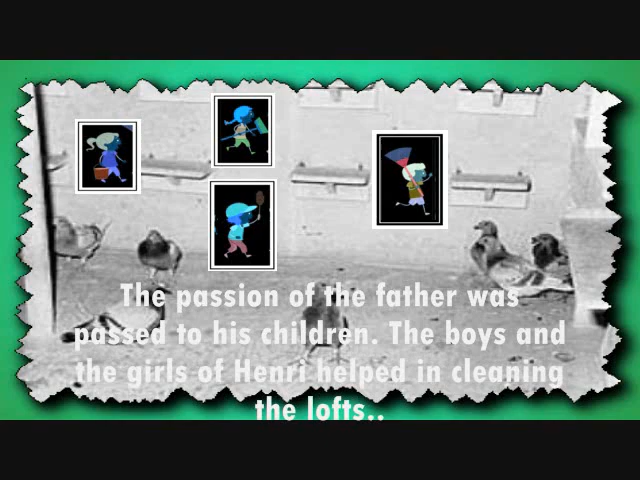 The passion of the father was
passed to his children. The boys and
the girls of Henri helped in cleaning
the lofts..